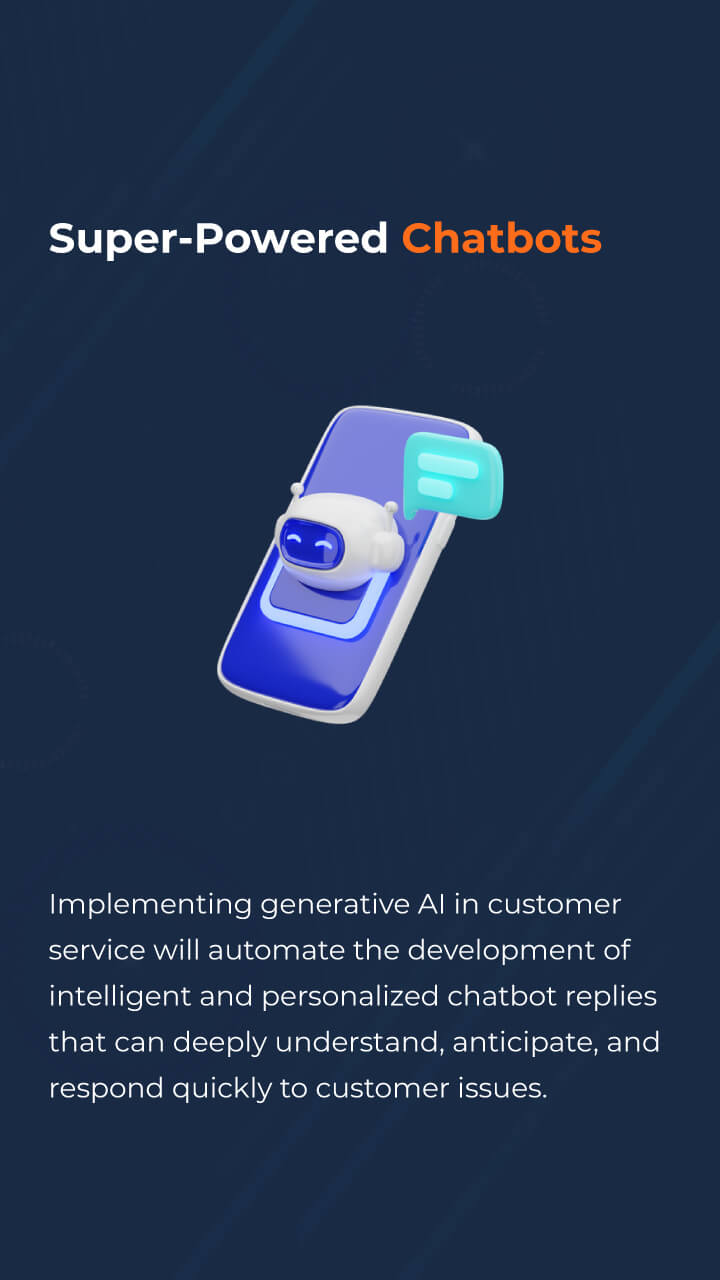 Super-Powered Chatbots
Implementing generative AI in customer
service will automate the development of
intelligent and personalized chatbot replies
that can deeply understand, anticipate, and
respond quickly to customer issues.